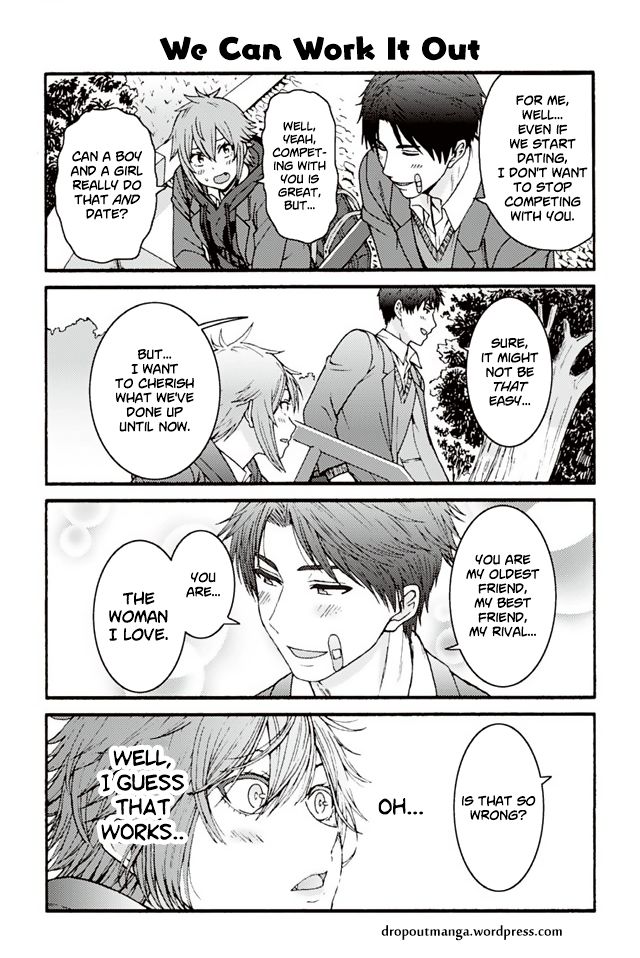 We Can Work It Out
FOR ME,
WELL...
EVEN IF
WE START
DATING,
I DON'T WANT
TO STOP
COMPETING
WITH YOU.
WELL,
YEAH,
COMPET-
ING WITH
YOU IS
GREAT,
BUT...
CAN A BOY
AND A GIRL
REALLY DO
THAT AND
DATE?
SURE,
IT MIGHT
NOT BE
THAT
EASY...
BUT...
I WANT
TO CHERISH
WHAT WE'VE
DONE UP
UNTIL NOW.
YOU ARE
MY OLDEST
FRIEND,
MY BEST
FRIEND,
MY RIVAL...
YOU
ARE...
THE
WOMAN
I LOVE.
IS THAT SO
WRONG?
OH...
WELL,
I GUESS
THAT
WORKS..
dropoutmanga.wordpress.com